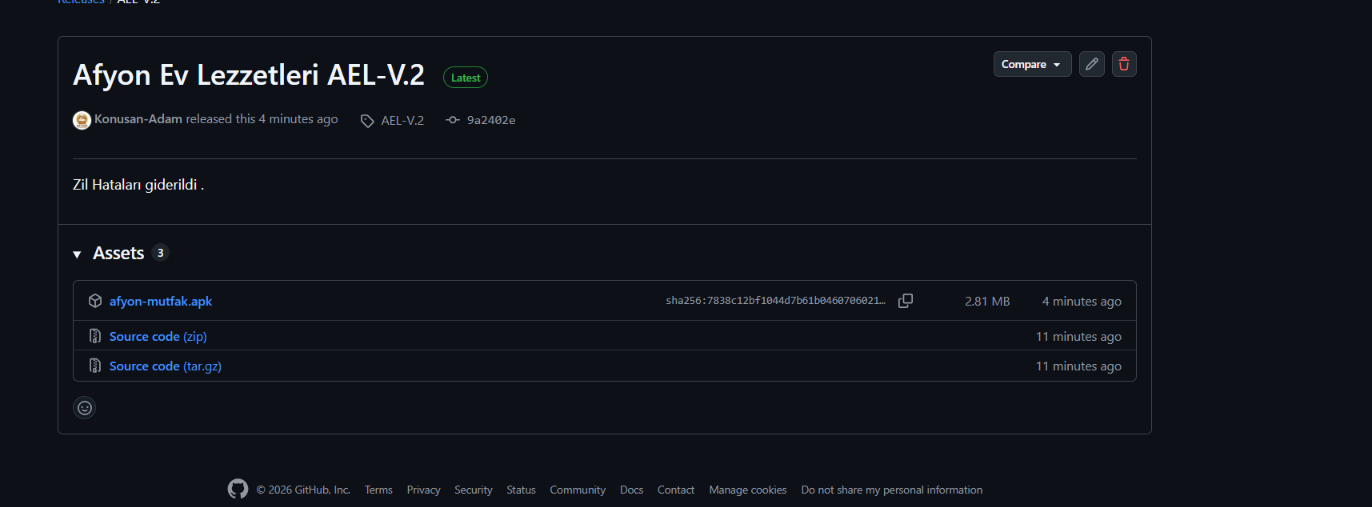 Releases / AEL-V.2
Afyon Ev Lezzetleri AEL-V.2 Latest
Compare
Konusan-Adam released this 4 minutes ago AEL-V.2 9a2402e
Zil Hataları giderildi .
Assets 3
afyon-mutfak.apk sha256:7838c12bf1044d7b61b0460706021… 2.81 MB 4 minutes ago
Source code (zip) 11 minutes ago
Source code (tar.gz) 11 minutes ago
© 2026 GitHub, Inc. Terms Privacy Security Status Community Docs Contact Manage cookies Do not share my personal information